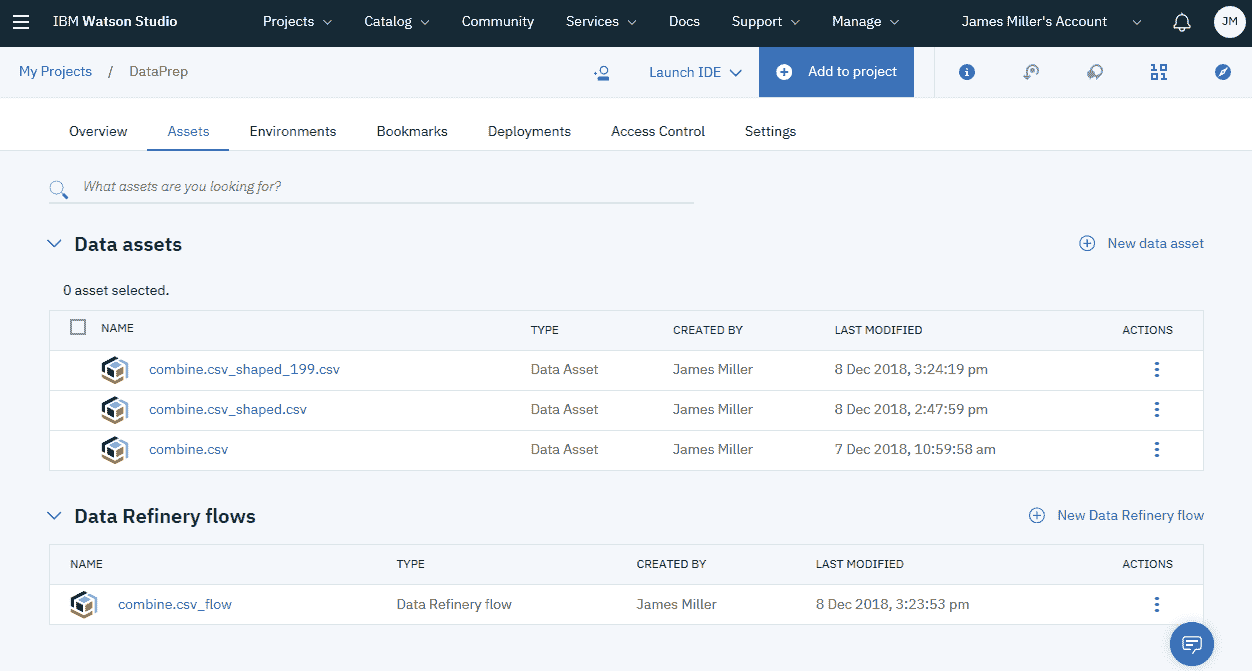 IBM Watson Studio Projects Catalog Community Services Docs Support Manage James Miller's Account JM
My Projects / DataPrep Launch IDE Add to project
Overview Assets Environments Bookmarks Deployments Access Control Settings
What assets are you looking for?
Data assets New data asset
0 asset selected.
NAME TYPE CREATED BY LAST MODIFIED ACTIONS
combine.csv_shaped_199.csv Data Asset James Miller 8 Dec 2018, 3:24:19 pm
combine.csv_shaped.csv Data Asset James Miller 8 Dec 2018, 2:47:59 pm
combine.csv Data Asset James Miller 7 Dec 2018, 10:59:58 am
Data Refinery flows New Data Refinery flow
NAME TYPE CREATED BY LAST MODIFIED ACTIONS
combine.csv_flow Data Refinery flow James Miller 8 Dec 2018, 3:23:53 pm